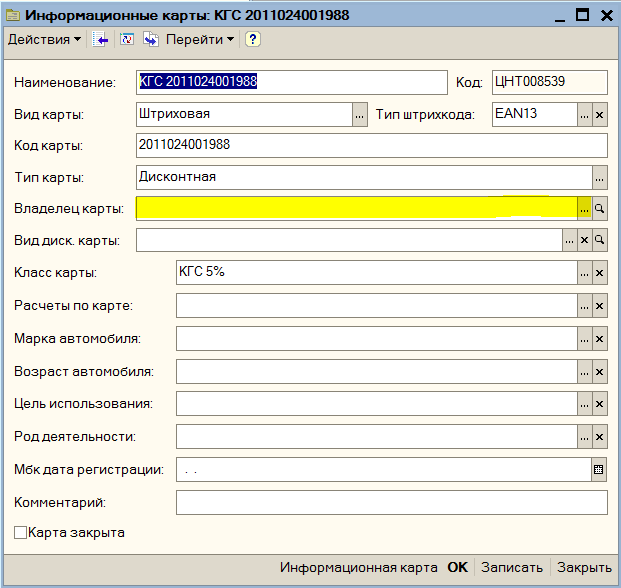 Информационные карты: КГС 2011024001988
Действия Перейти ?
Наименование: КГС 2011024001988 Код: ЦНТ008539
Вид карты: Штриховая ... Тип штрихкода: EAN13 ... ×
Код карты: 2011024001988
Тип карты: Дисконтная ...
Владелец карты: ...
Вид диск. карты: ... ×
Класс карты: КГС 5% ... ×
Расчеты по карте: ... ×
Марка автомобиля: ... ×
Возраст автомобиля: ... ×
Цель использования: ... ×
Род деятельности: ... ×
Мбк дата регистрации: . .
Комментарий:
Карта закрыта
Информационная карта OK Записать Закрыть